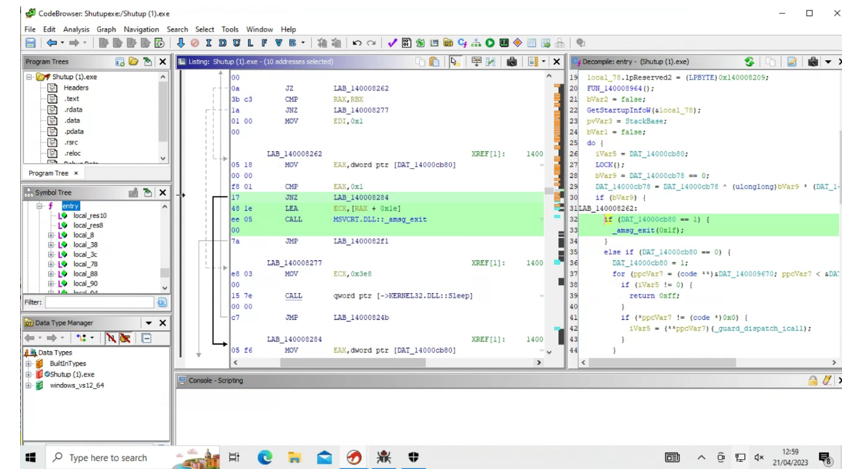 CodeBrowser: Shutupexe:/Shutup (1).exe
File Edit Analysis Graph Navigation Search Select Tools Window Help
Program Trees
Shutup (1).exe
Headers
.text
.rdata
.data
.pdata
.rsrc
.reloc
Program Tree
Symbol Tree
entry
local_res10
local_res8
local_8
local_38
local_3c
local_78
local_88
local_90
Filter:
Data Type Manager
Data Types
BuiltInTypes
Shutup (1).exe
windows_vs12_64
Listing: Shutup (1).exe - (10 addresses selected)
00
0a JZ LAB_140008262
3b c3 CMP RAX,RBX
1a JNZ LAB_140008277
01 00 MOV EDI,0x1
00
LAB_140008262 XREF[1]: 1400
05 18 MOV EAX,dword ptr [DAT_14000cb80]
00 00
f8 01 CMP EAX,0x1
17 JNZ LAB_140008284
48 1e LEA ECX,[RAX + 0x1e]
ee 05 CALL MSVCRT.DLL::_amsg_exit
00
7a JMP LAB_1400082f1
LAB_140008277 XREF[1]: 1400
e8 03 MOV ECX,0x3e8
00
15 7e CALL qword ptr [->KERNEL32.DLL::Sleep]
00 00
c7 JMP LAB_14000824b
LAB_140008284 XREF[1]: 1400
05 f6 MOV EAX,dword ptr [DAT_14000cb80]
Decompile: entry - (Shutup (1).exe)
19 local_78.lpReserved2 = (LPBYTE)0x140008209;
20 FUN_140008964();
21 bVar2 = false;
22 GetStartupInfoW(&local_78);
23 pvVar3 = StackBase;
24 bVar1 = false;
25 do {
26 iVar5 = DAT_14000cb80;
27 LOCK();
28 bVar9 = DAT_14000cb78 == 0;
29 DAT_14000cb78 = DAT_14000cb78 ^ (ulonglong)bVar9 * (DAT_1
30 if (bVar9) {
31 LAB_140008262:
32 if (DAT_14000cb80 == 1) {
33 _amsg_exit(0x1f);
34 }
35 else if (DAT_14000cb80 == 0) {
36 DAT_14000cb80 = 1;
37 for (ppcVar7 = (code **)&DAT_140009670; ppcVar7 < &DA
38 if (iVar5 != 0) {
39 return 0xff;
40 }
41 if (*ppcVar7 != (code *)0x0) {
42 iVar5 = (**ppcVar7)(_guard_dispatch_icall);
43 }
44 }
Console - Scripting
Type here to search
12:59
21/04/2023